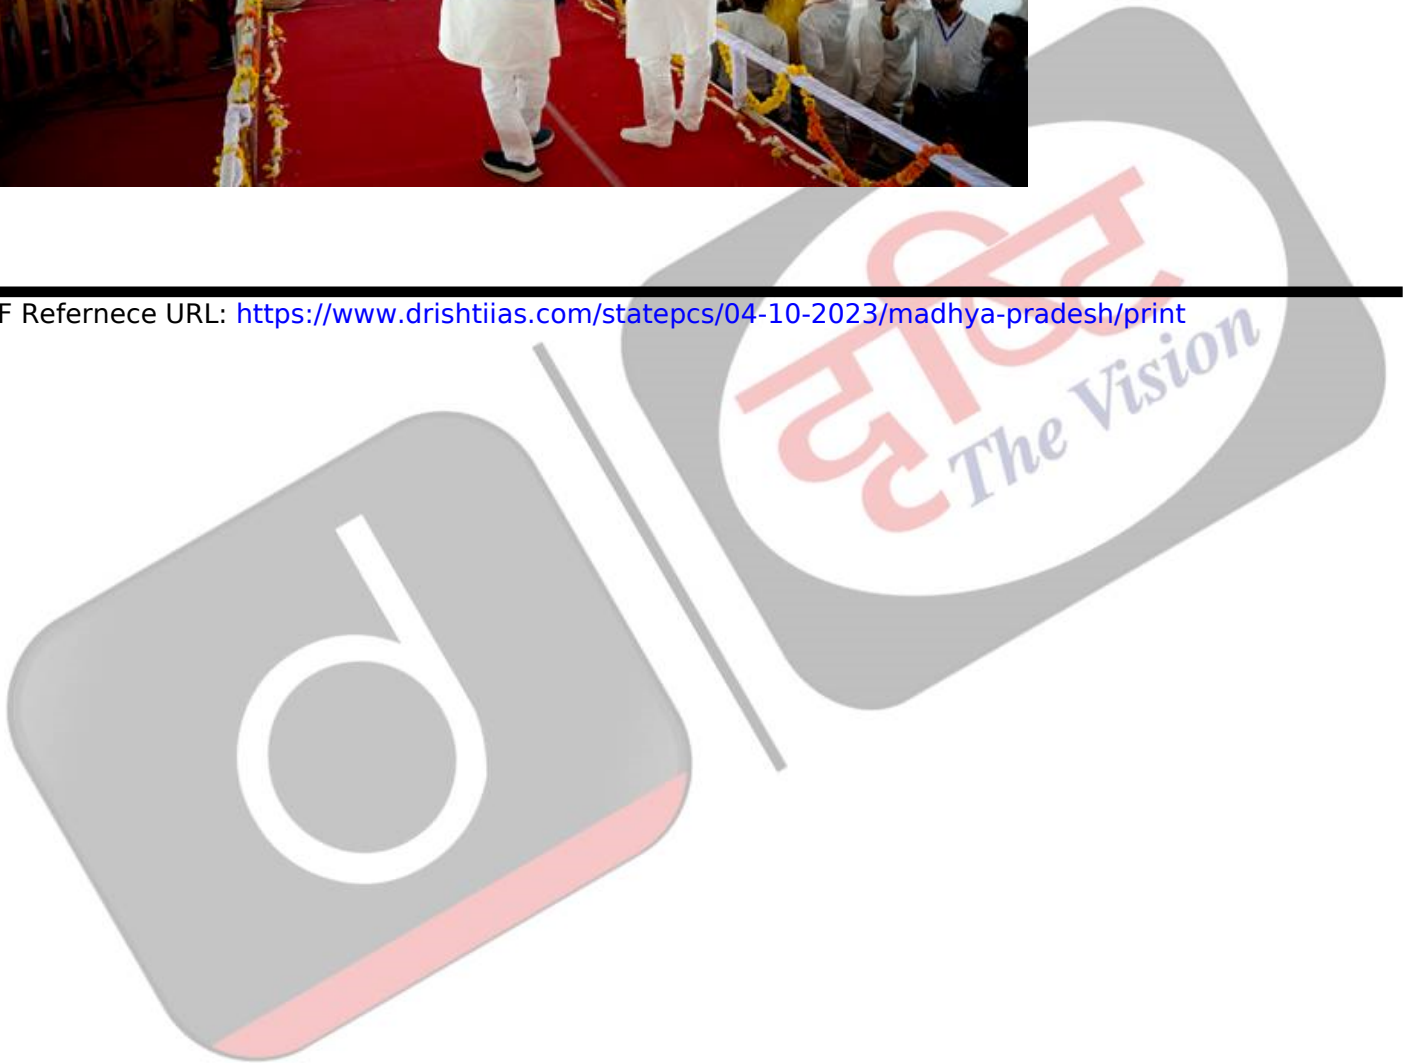 F Refernece URL: https://www.drishtiias.com/statepcs/04-10-2023/madhya-pradesh/print
दृष्टि
The Vision